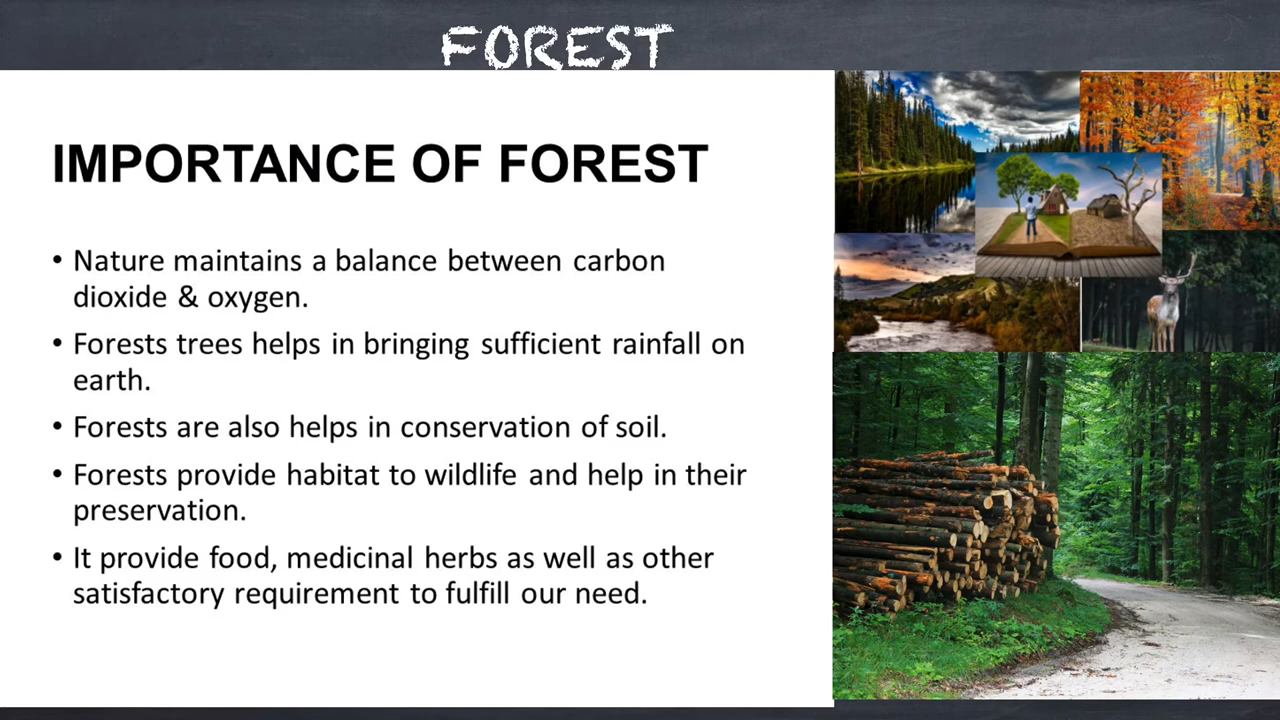 FOREST
IMPORTANCE OF FOREST
• Nature maintains a balance between carbon
dioxide & oxygen.
• Forests trees helps in bringing sufficient rainfall on
earth.
• Forests are also helps in conservation of soil.
• Forests provide habitat to wildlife and help in their
preservation.
• It provide food, medicinal herbs as well as other
satisfactory requirement to fulfill our need.